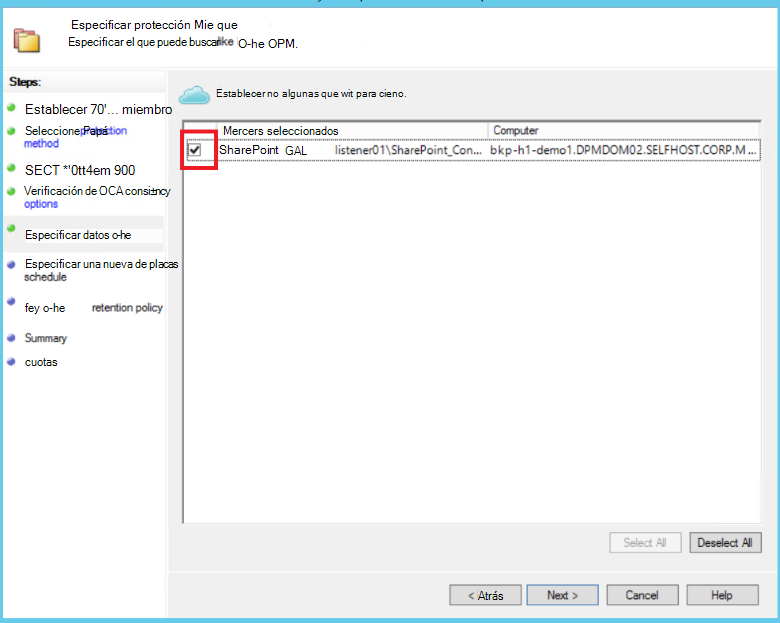 Especificar protección Mie que
Especificar el que puede buscarlike O-he OPM.
Steps:
Establecer no algunas que wit para cieno.
Establecer 70'... miembro
Seleccione Papá protection
method
SECT *'0tt4em 900
Verificación de OCA consistency
options
Especificar datos o-he
Especificar una nueva de placas
schedule
fey o-he retention policy
Summary
cuotas
Mercers seleccionados Computer
SharePoint GAL listener01\SharePoint_Con... bkp-h1-demo1.DPMDOM02.SELFHOST.CORP.M ...
Select All Deselect All
< Atrás Next > Cancel Help